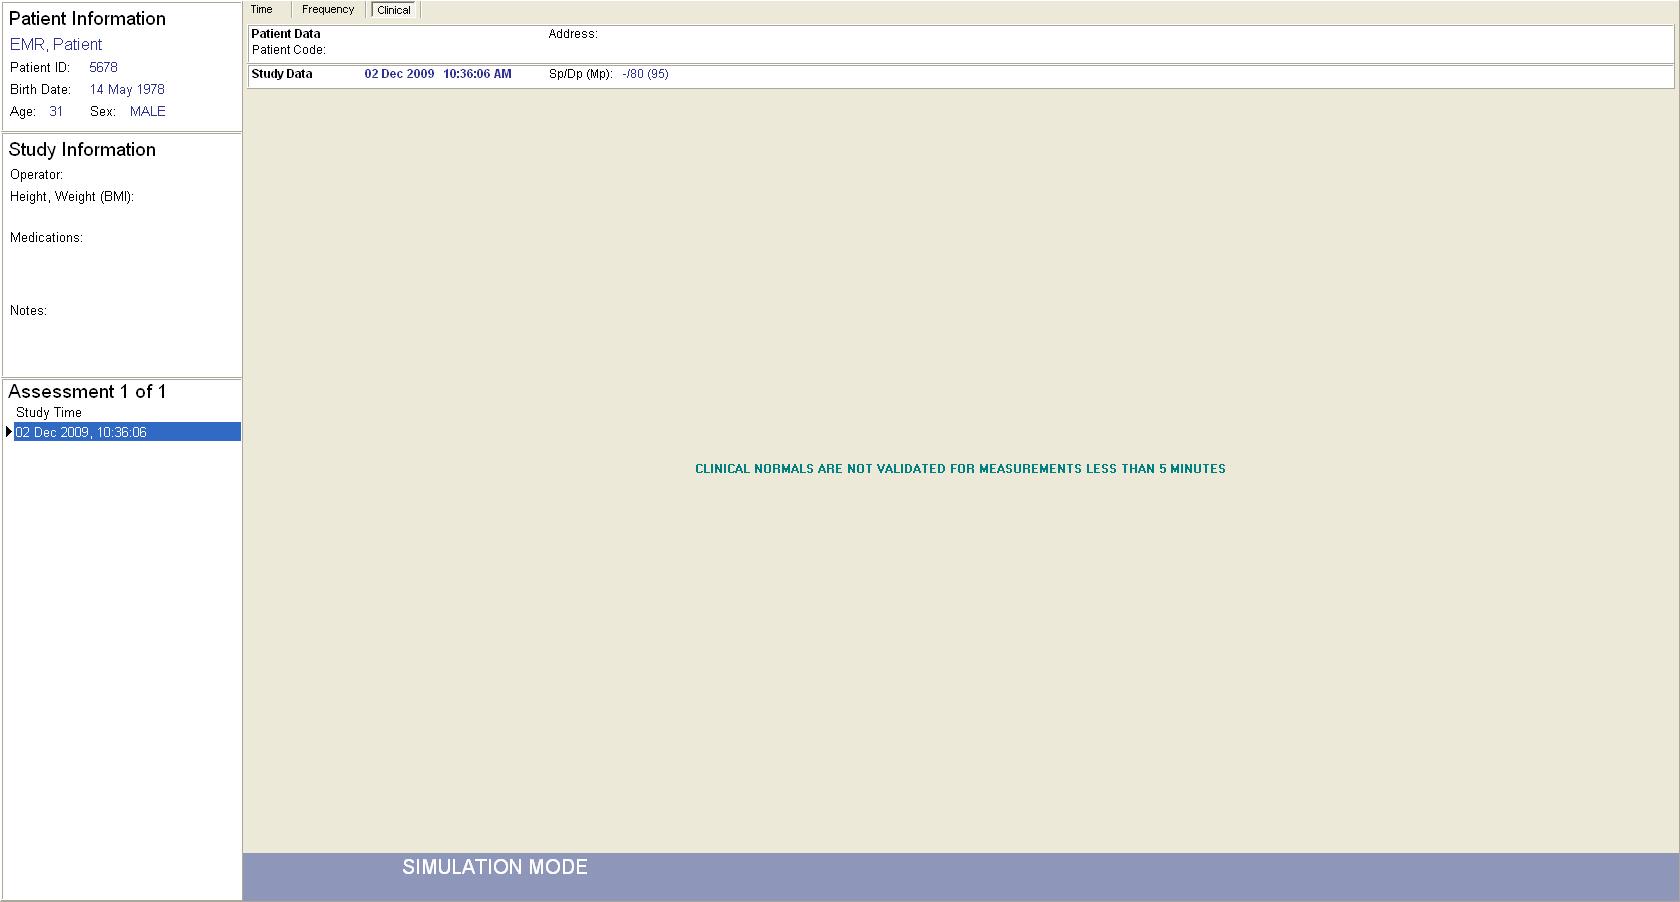 Patient Information
EMR, Patient
Patient ID: 5678
Birth Date: 14 May 1978
Age: 31 Sex: MALE
Study Information
Operator:
Height, Weight (BMI):
Medications:
Notes:
Assessment 1 of 1
Study Time
02 Dec 2009, 10:36:06
Time Frequency Clinical
Patient Data Address:
Patient Code:
Study Data 02 Dec 2009 10:36:06 AM Sp/Dp (Mp): -/80 (95)
CLINICAL NORMALS ARE NOT VALIDATED FOR MEASUREMENTS LESS THAN 5 MINUTES
SIMULATION MODE